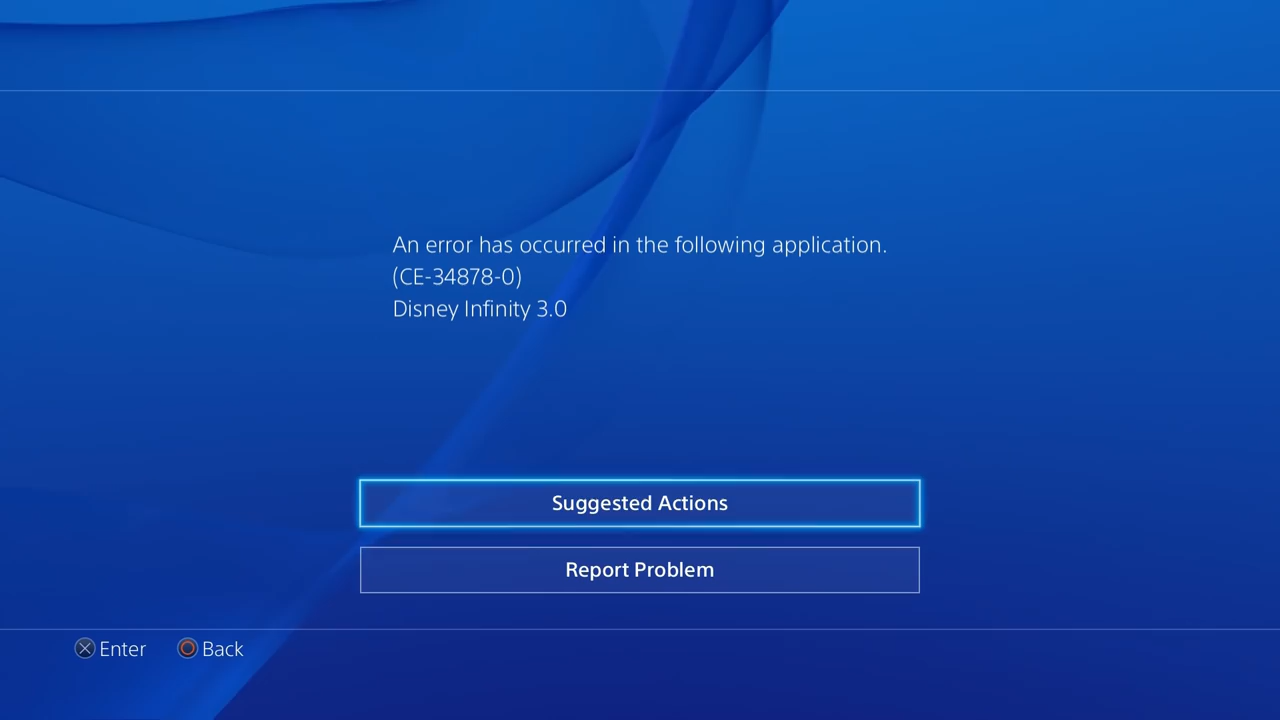 An error has occurred in the following application.
(CE-34878-0)
Disney Infinity 3.0
Suggested Actions
Report Problem
Enter Back